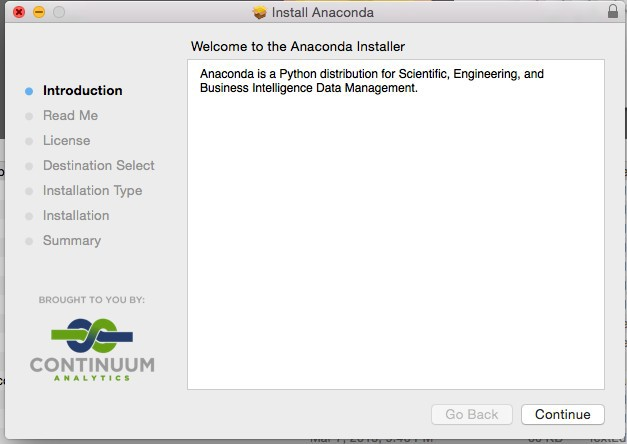 Install Anaconda
Welcome to the Anaconda Installer
Introduction
Read Me
License
Destination Select
Installation Type
Installation
Summary
Anaconda is a Python distribution for Scientific, Engineering, and
Business Intelligence Data Management.
BROUGHT TO YOU BY:
CONTINUUM
ANALYTICS
Go Back
Continue